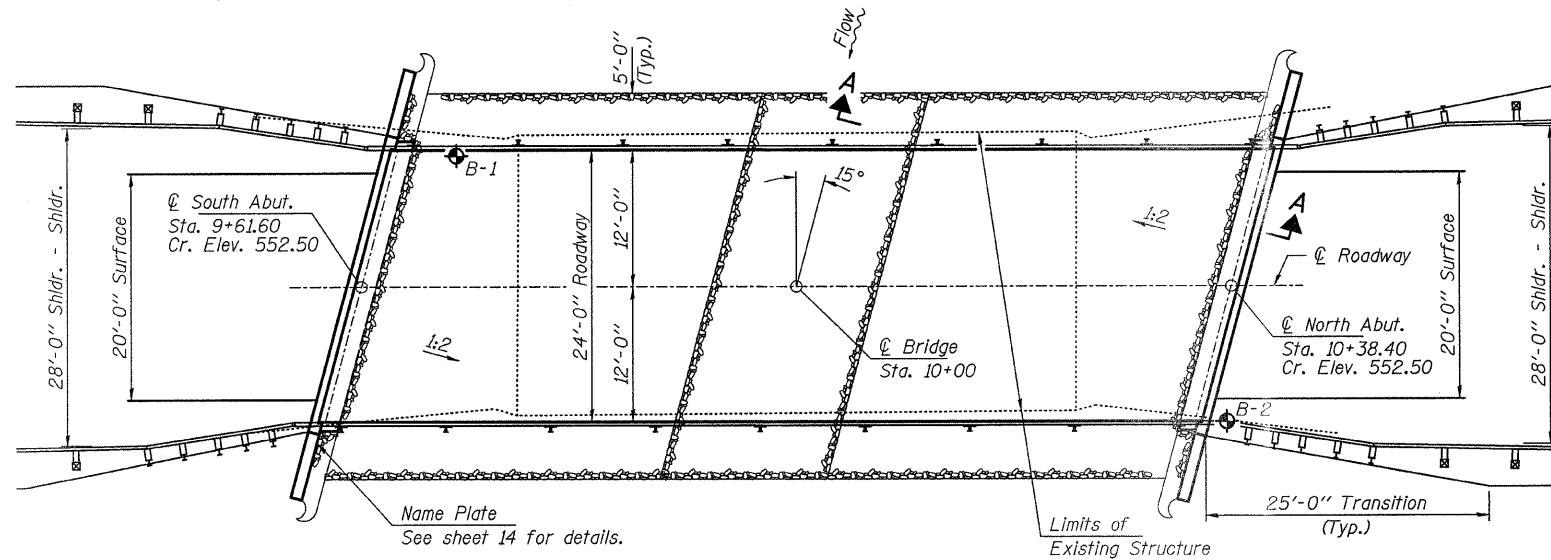 Flow
5'-0"
(Typ.)
A
B-1
15°
℄ South Abut.
Sta. 9+61.60
Cr. Elev. 552.50
28'-0" Shldr. - Shldr.
20'-0" Surface
1:2
24'-0" Roadway
12'-0"
12'-0"
℄ Bridge
Sta. 10+00
1:2
A
℄ Roadway
℄ North Abut.
Sta. 10+38.40
Cr. Elev. 552.50
20'-0" Surface
28'-0" Shldr. - Shldr.
B-2
Name Plate
See sheet 14 for details.
Limits of
Existing Structure
25'-0" Transition
(Typ.)